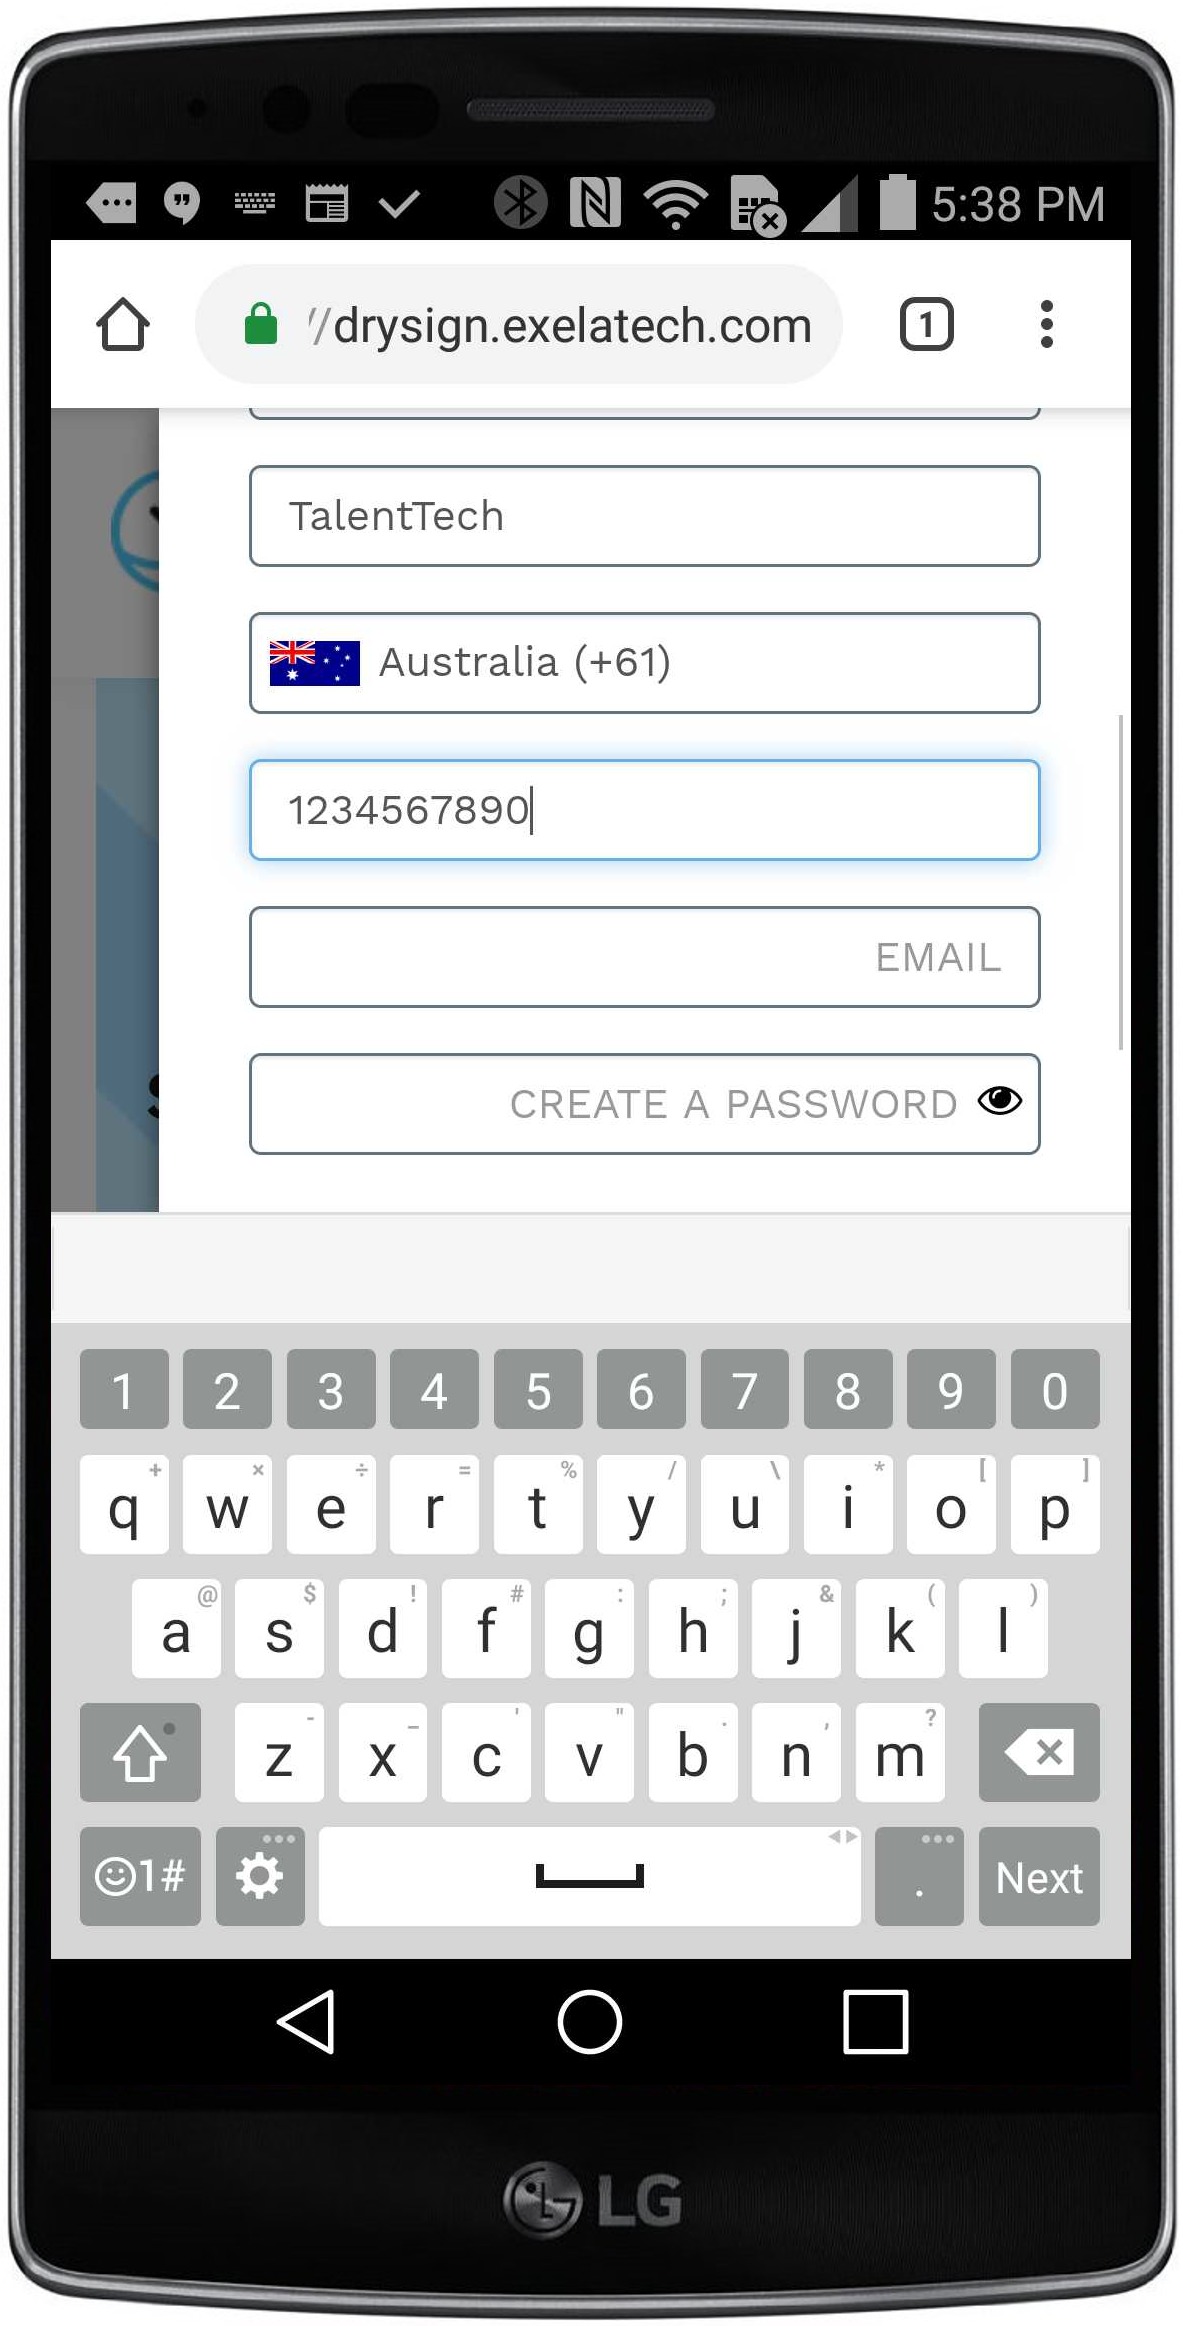 5:38 PM
//drysign.exelatech.com
1
TalentTech
Australia (+61)
1234567890
EMAIL
CREATE A PASSWORD
1 2 3 4 5 6 7 8 9 0
+ × ÷ = % / \ * [ ]
q w e r t y u i o p
@ $ ! # : ; & ( )
a s d f g h j k l
- _ ' " . , ?
z x c v b n m
1# . Next
LG